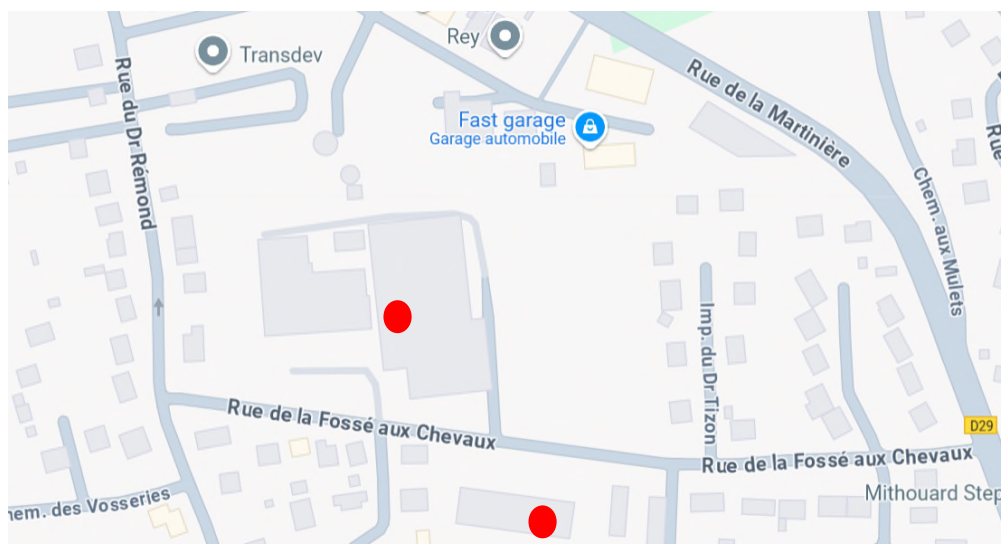 Rey
Transdev
Rue du Dr Rémond
Rue de la Martinière
Fast garage
Garage automobile
Chem. aux Mulets
Imp. du Dr Tizon
Rue de la Fossé aux Chevaux
D29
Rue de la Fossé aux Chevaux
hem. des Vosseries
Mithouard Step
Rue